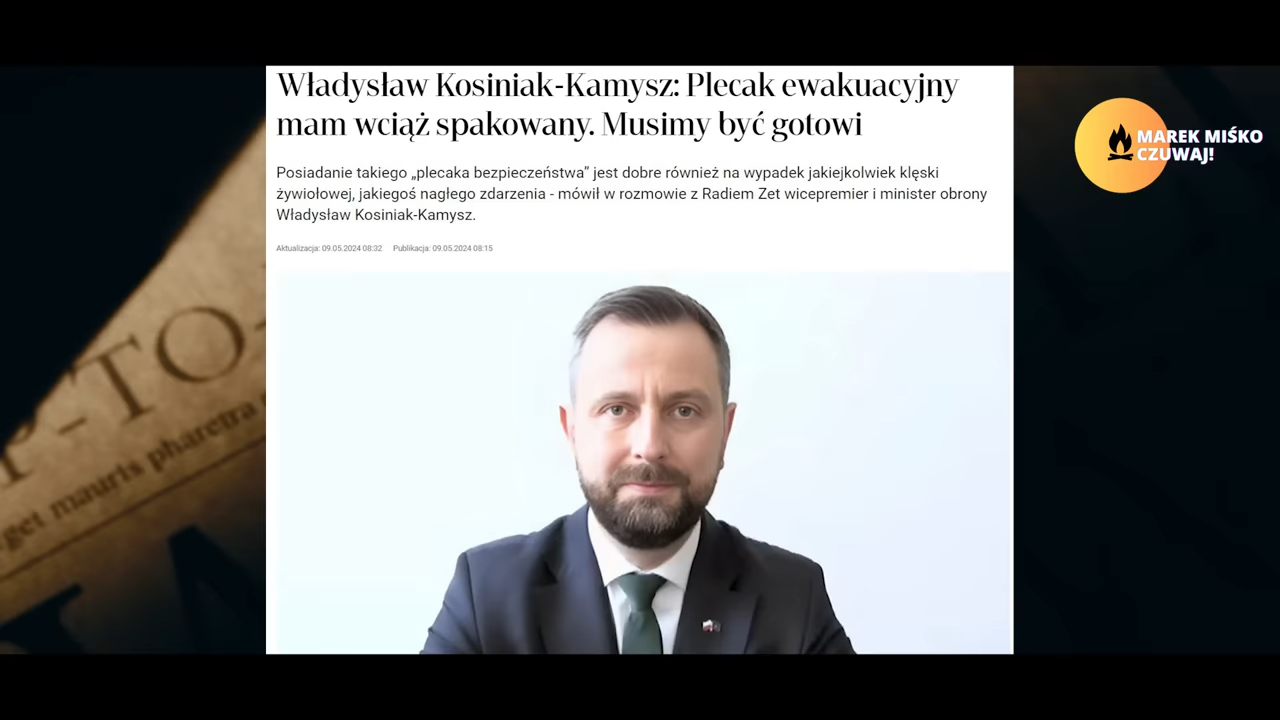 Władysław Kosiniak-Kamysz: Plecak ewakuacyjny
mam wciąż spakowany. Musimy być gotowi
Posiadanie takiego „plecaka bezpieczeństwa” jest dobre również na wypadek jakiejkolwiek klęski
żywiołowej, jakiegoś nagłego zdarzenia - mówił w rozmowie z Radiem Zet wicepremier i minister obrony
Władysław Kosiniak-Kamysz.
Aktualizacja: 09.05.2024 08:32 Publikacja: 09.05.2024 08:15
MAREK MIŚKO
CZUWAJ!
P-TO-
get mauris pharetra